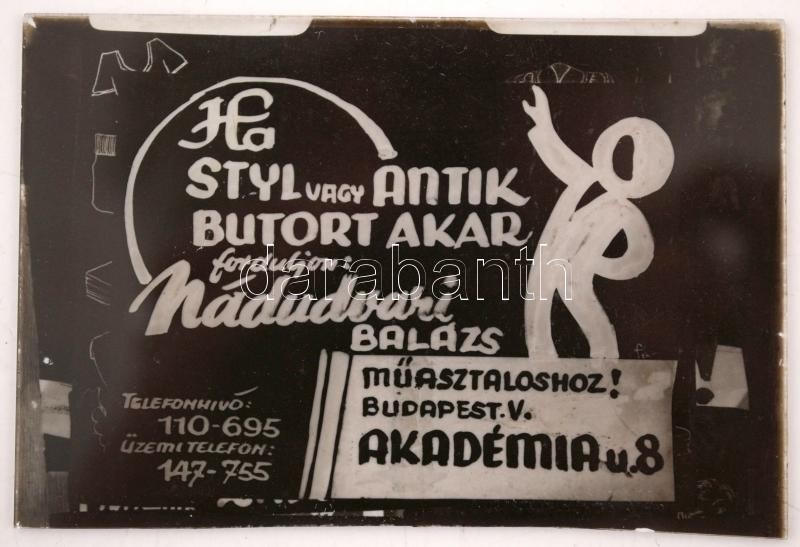 Ha
STYL VAGY ANTIK
BUTORT AKAR
forduljon:
Nádudvari
BALÁZS
MŰASZTALOSHOZ!
BUDAPEST.V.
AKADÉMIA u.8
TELEFONHIVÓ:
110-695
ÜZEMI TELEFON:
147-755
darabanth